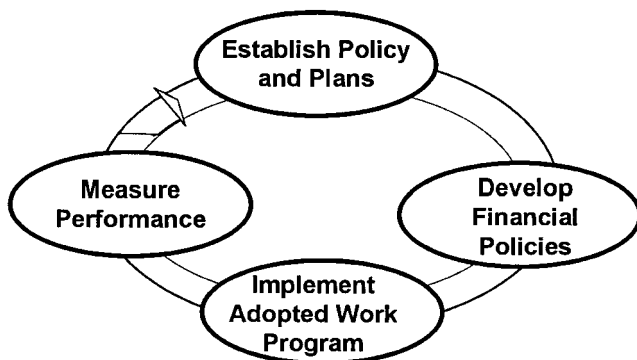 Establish Policy
and Plans
Measure
Performance
Develop
Financial
Policies
Implement
Adopted Work
Program